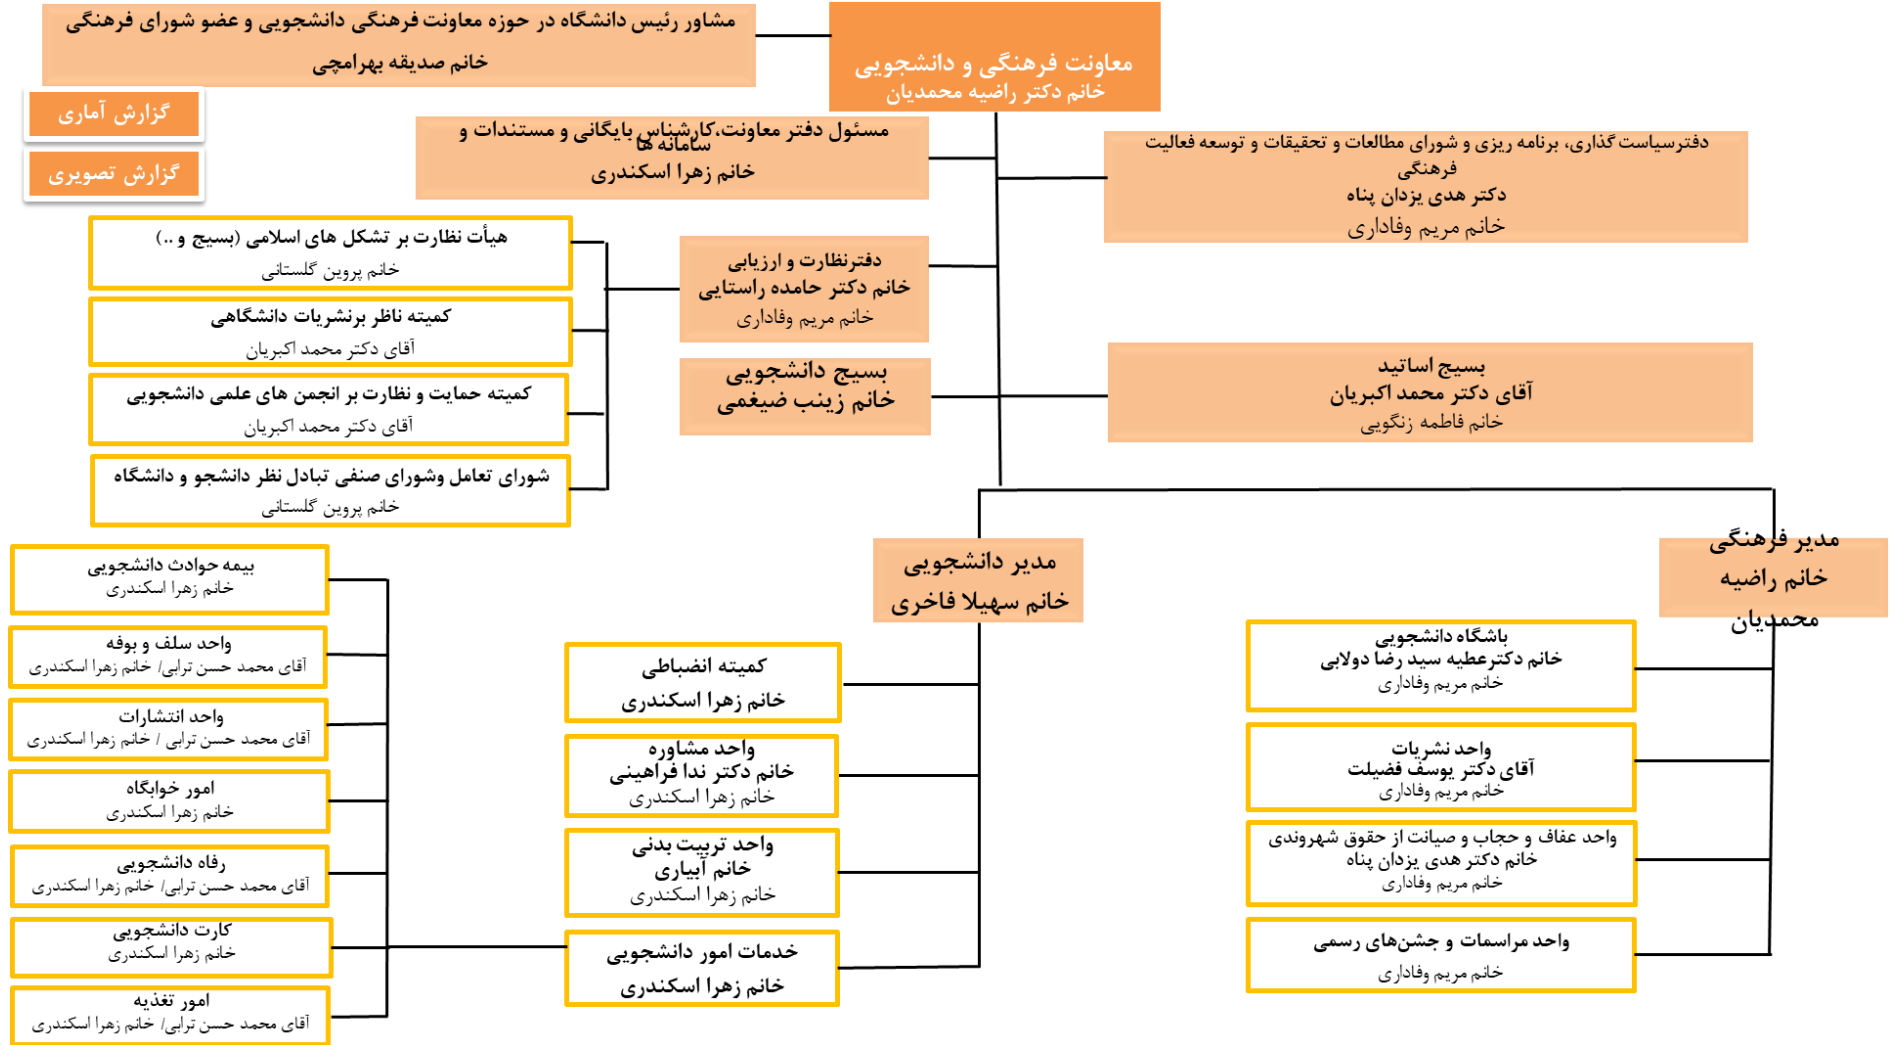 مشاور رئیس دانشگاه در حوزه معاونت فرهنگی دانشجویی و عضو شورای فرهنگی
خانم صدیقه بهرامچی
معاونت فرهنگی و دانشجویی
خانم دکتر راضیه محمدیان
گزارش آماری
گزارش تصویری
مسئول دفتر معاونت،کارشناس بایگانی و مستندات و
سامانه ها
خانم زهرا اسکندری
دفترسیاست گذاری، برنامه ریزی و شورای مطالعات و تحقیقات و توسعه فعالیت
فرهنگی
دکتر هدی یزدان پناه
خانم مریم وفاداری
دفترنظارت و ارزیابی
خانم دکتر حامده راستایی
خانم مریم وفاداری
هیأت نظارت بر تشکل های اسلامی (بسیج و ..)
خانم پروین گلستانی
کمیته ناظر برنشریات دانشگاهی
آقای دکتر محمد اکبریان
کمیته حمایت و نظارت بر انجمن های علمی دانشجویی
آقای دکتر محمد اکبریان
شورای تعامل وشورای صنفی تبادل نظر دانشجو و دانشگاه
خانم پروین گلستانی
بسیج دانشجویی
خانم زینب ضیغمی
بسیج اساتید
آقای دکتر محمد اکبریان
خانم فاطمه زنگویی
مدیر فرهنگی
خانم راضیه
محمدیان
باشگاه دانشجویی
خانم دکترعطیه سید رضا دولابی
خانم مریم وفاداری
واحد نشریات
آقای دکتر یوسف فضیلت
خانم مریم وفاداری
واحد عفاف و حجاب و صیانت از حقوق شهروندی
خانم دکتر هدی یزدان پناه
خانم مریم وفاداری
واحد مراسمات و جشن‌های رسمی
خانم مریم وفاداری
مدیر دانشجویی
خانم سهیلا فاخری
کمیته انضباطی
خانم زهرا اسکندری
واحد مشاوره
خانم دکتر ندا فراهینی
خانم زهرا اسکندری
واحد تربیت بدنی
خانم آبیاری
خانم زهرا اسکندری
خدمات امور دانشجویی
خانم زهرا اسکندری
بیمه حوادث دانشجویی
خانم زهرا اسکندری
واحد سلف و بوفه
آقای محمد حسن ترابی/ خانم زهرا اسکندری
واحد انتشارات
آقای محمد حسن ترابی / خانم زهرا اسکندری
امور خوابگاه
خانم زهرا اسکندری
رفاه دانشجویی
آقای محمد حسن ترابی/ خانم زهرا اسکندری
کارت دانشجویی
خانم زهرا اسکندری
امور تغذیه
آقای محمد حسن ترابی/ خانم زهرا اسکندری